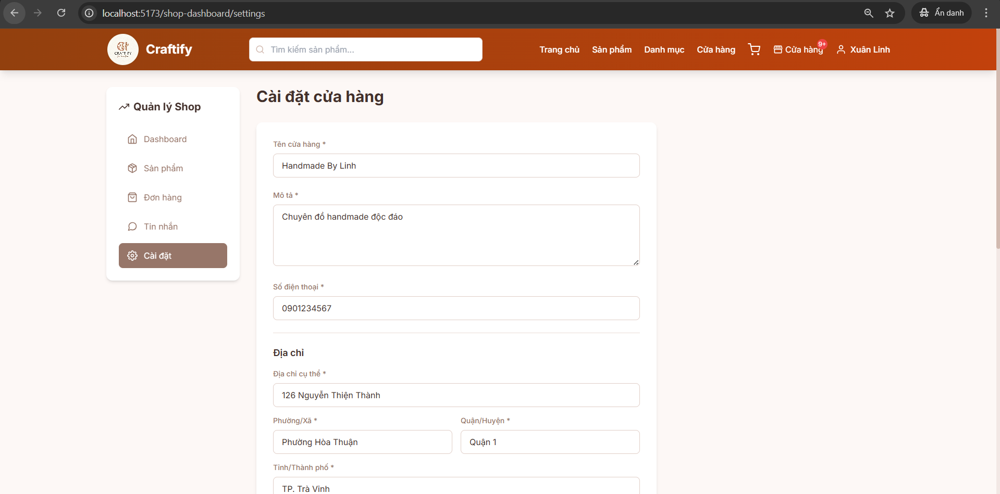 localhost:5173/shop-dashboard/settings
Ẩn danh
CRAFTIFY
Craftify
Tìm kiếm sản phẩm...
Trang chủ
Sản phẩm
Danh mục
Cửa hàng
Cửa hàng
9+
Xuân Linh
Quản lý Shop
Dashboard
Sản phẩm
Đơn hàng
Tin nhắn
Cài đặt
Cài đặt cửa hàng
Tên cửa hàng *
Handmade By Linh
Mô tả *
Chuyên đồ handmade độc đáo
Số điện thoại *
0901234567
Địa chỉ
Địa chỉ cụ thể *
126 Nguyễn Thiện Thành
Phường/Xã *
Quận/Huyện *
Phường Hòa Thuận
Quận 1
Tỉnh/Thành phố *
TP. Trà Vinh